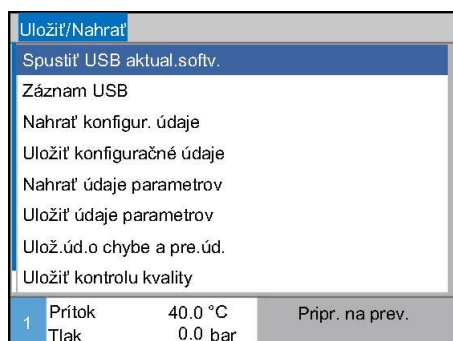 Uložiť/Nahrať
Spustiť USB aktual.softv.
Záznam USB
Nahrať konfigur. údaje
Uložiť konfiguračné údaje
Nahrať údaje parametrov
Uložiť údaje parametrov
Ulož.úd.o chybe a pre.úd.
Uložiť kontrolu kvality
1 Prítok 40.0 °C Pripr. na prev.
Tlak 0.0 bar